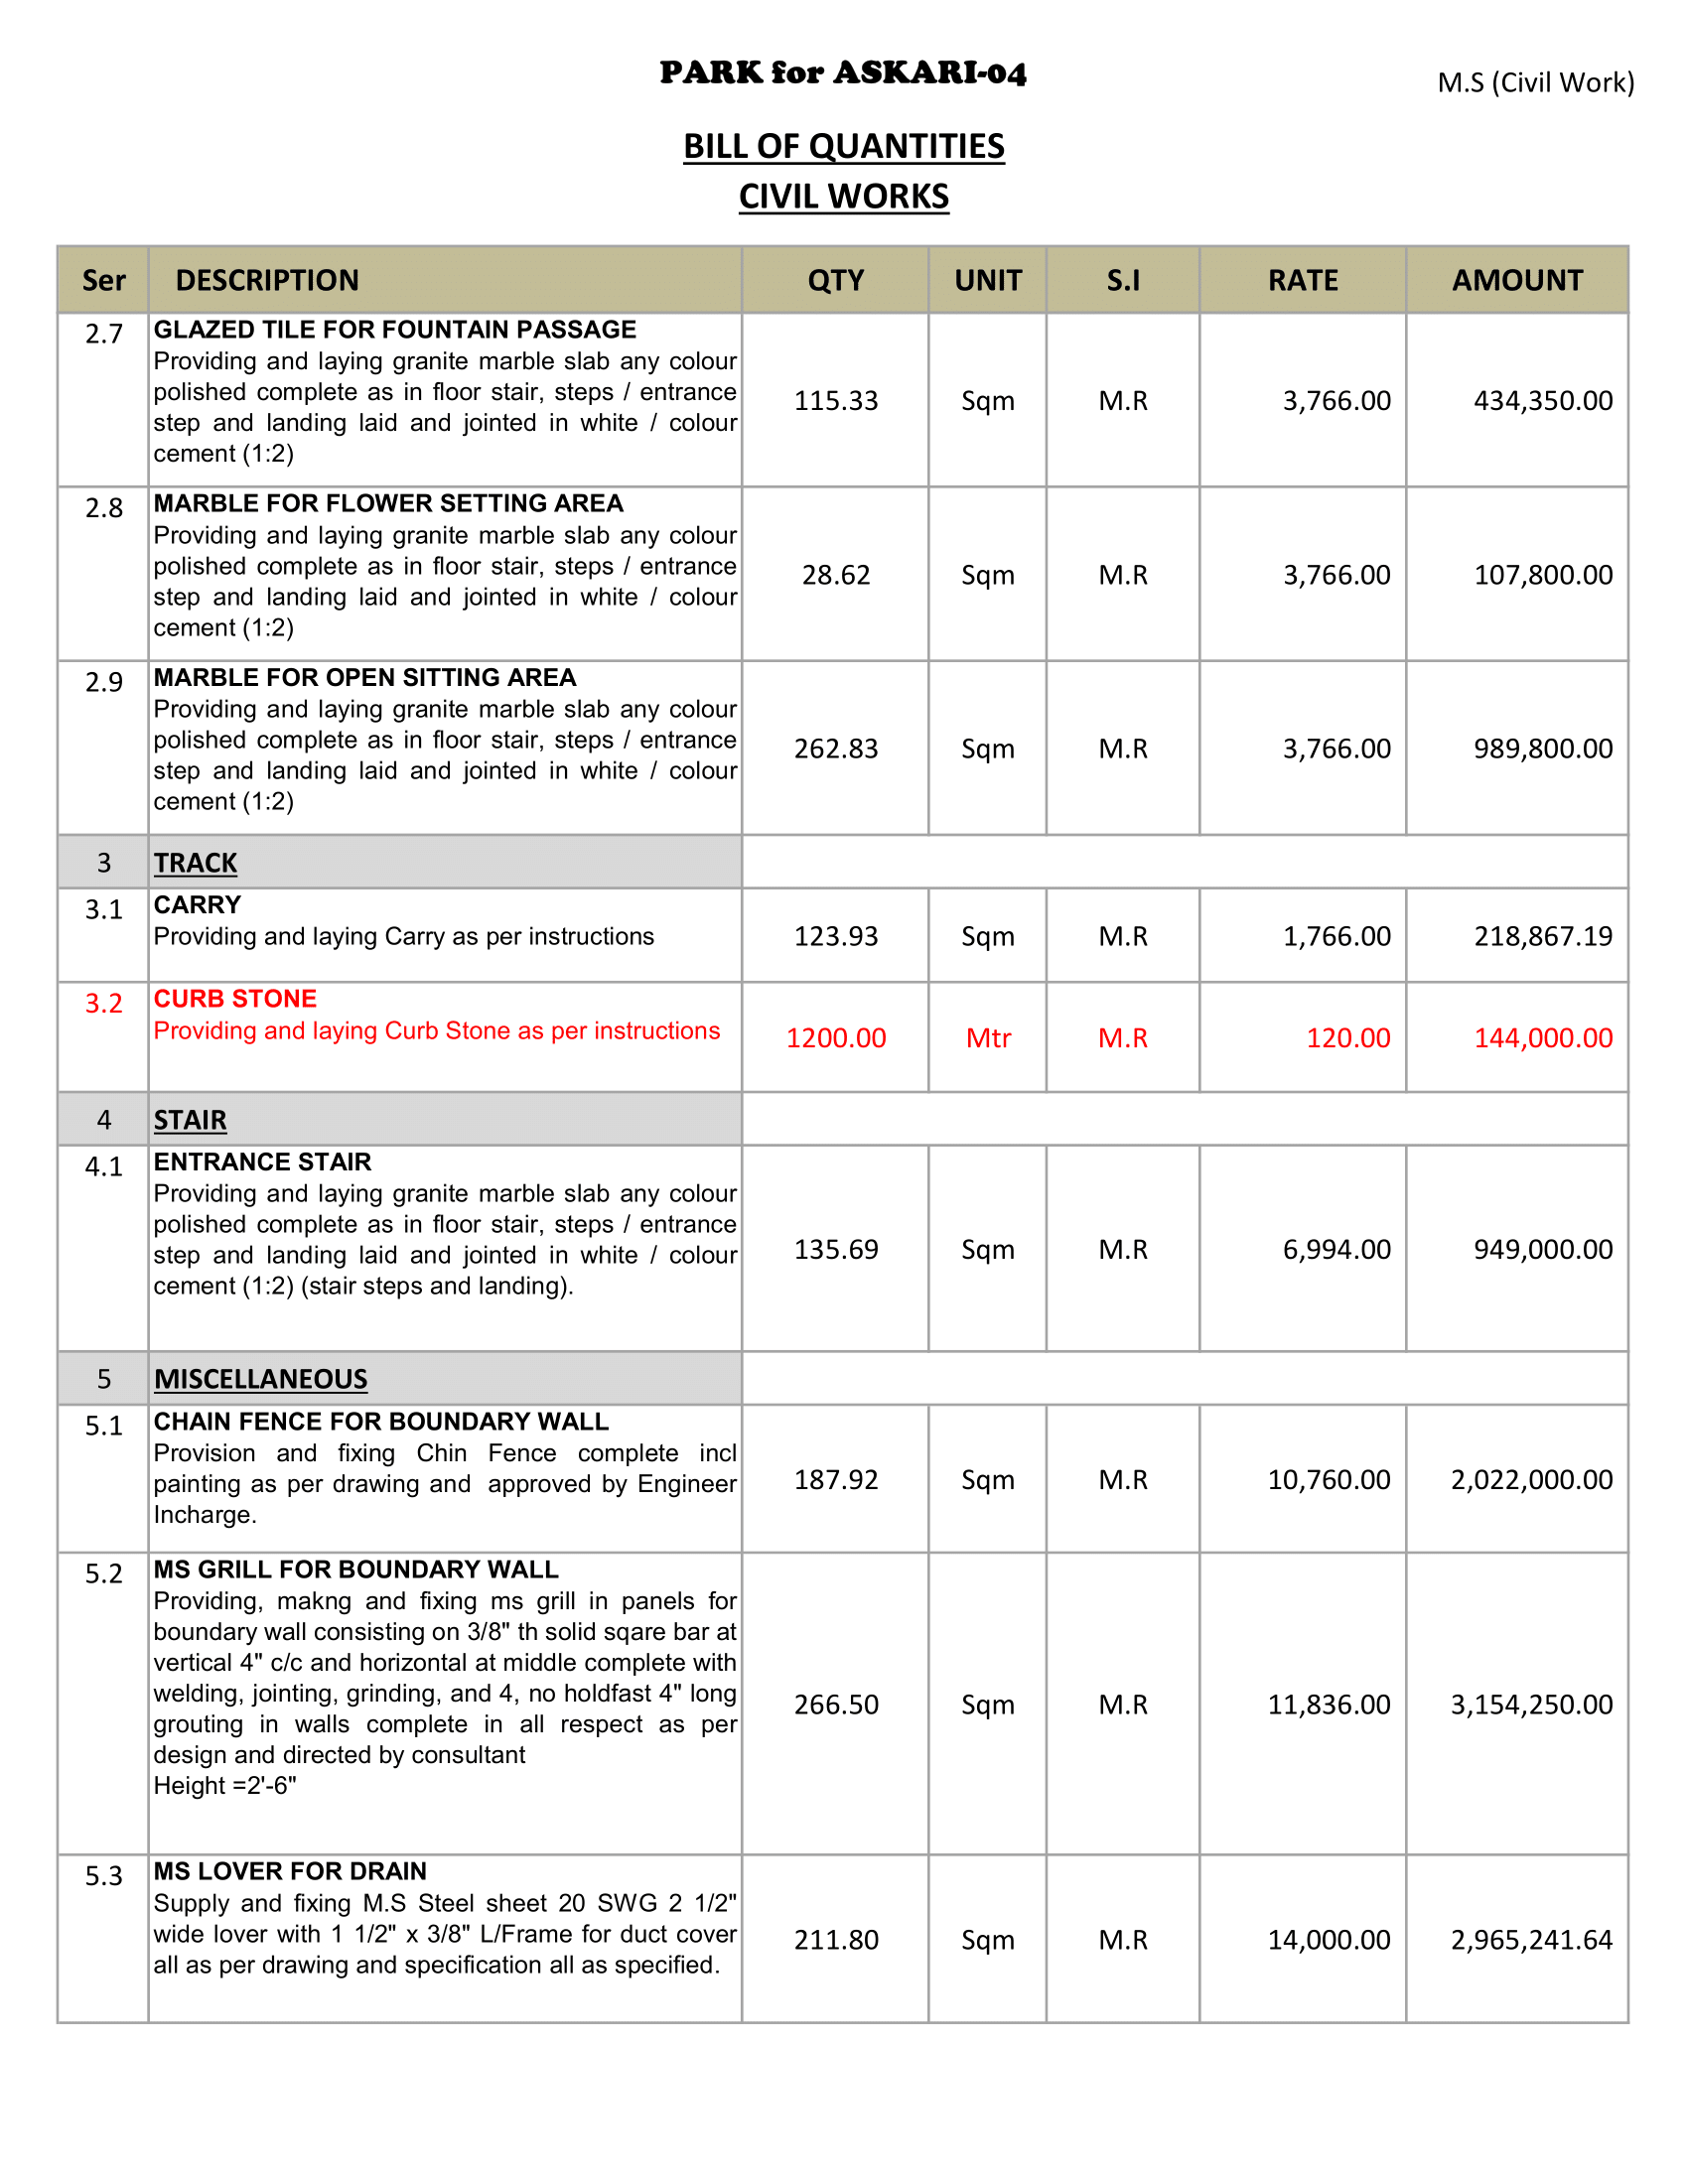 PARK for ASKARI-04
M.S (Civil Work)
BILL OF QUANTITIES
CIVIL WORKS
Ser DESCRIPTION QTY UNIT S.I RATE AMOUNT
2.7 GLAZED TILE FOR FOUNTAIN PASSAGE
Providing and laying granite marble slab any colour
polished complete as in floor stair, steps / entrance
step and landing laid and jointed in white / colour
cement (1:2)
115.33 Sqm M.R 3,766.00 434,350.00
2.8 MARBLE FOR FLOWER SETTING AREA
Providing and laying granite marble slab any colour
polished complete as in floor stair, steps / entrance
step and landing laid and jointed in white / colour
cement (1:2)
28.62 Sqm M.R 3,766.00 107,800.00
2.9 MARBLE FOR OPEN SITTING AREA
Providing and laying granite marble slab any colour
polished complete as in floor stair, steps / entrance
step and landing laid and jointed in white / colour
cement (1:2)
262.83 Sqm M.R 3,766.00 989,800.00
3 TRACK
3.1 CARRY
Providing and laying Carry as per instructions
123.93 Sqm M.R 1,766.00 218,867.19
3.2 CURB STONE
Providing and laying Curb Stone as per instructions
1200.00 Mtr M.R 120.00 144,000.00
4 STAIR
4.1 ENTRANCE STAIR
Providing and laying granite marble slab any colour
polished complete as in floor stair, steps / entrance
step and landing laid and jointed in white / colour
cement (1:2) (stair steps and landing).
135.69 Sqm M.R 6,994.00 949,000.00
5 MISCELLANEOUS
5.1 CHAIN FENCE FOR BOUNDARY WALL
Provision and fixing Chin Fence complete incl
painting as per drawing and approved by Engineer
Incharge.
187.92 Sqm M.R 10,760.00 2,022,000.00
5.2 MS GRILL FOR BOUNDARY WALL
Providing, makng and fixing ms grill in panels for
boundary wall consisting on 3/8" th solid sqare bar at
vertical 4" c/c and horizontal at middle complete with
welding, jointing, grinding, and 4, no holdfast 4" long
grouting in walls complete in all respect as per
design and directed by consultant
Height =2'-6"
266.50 Sqm M.R 11,836.00 3,154,250.00
5.3 MS LOVER FOR DRAIN
Supply and fixing M.S Steel sheet 20 SWG 2 1/2"
wide lover with 1 1/2" x 3/8" L/Frame for duct cover
all as per drawing and specification all as specified.
211.80 Sqm M.R 14,000.00 2,965,241.64